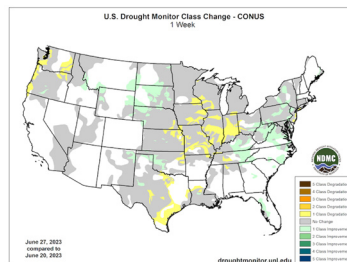 U.S. Drought Monitor Class Change - CONUS
1 Week
NDMC
5 Class Degradation
4 Class Degradation
3 Class Degradation
2 Class Degradation
1 Class Degradation
No Change
1 Class Improvement
2 Class Improvement
3 Class Improvement
4 Class Improvement
5 Class Improvement
June 27, 2023
compared to
June 20, 2023
droughtmonitor.unl.edu